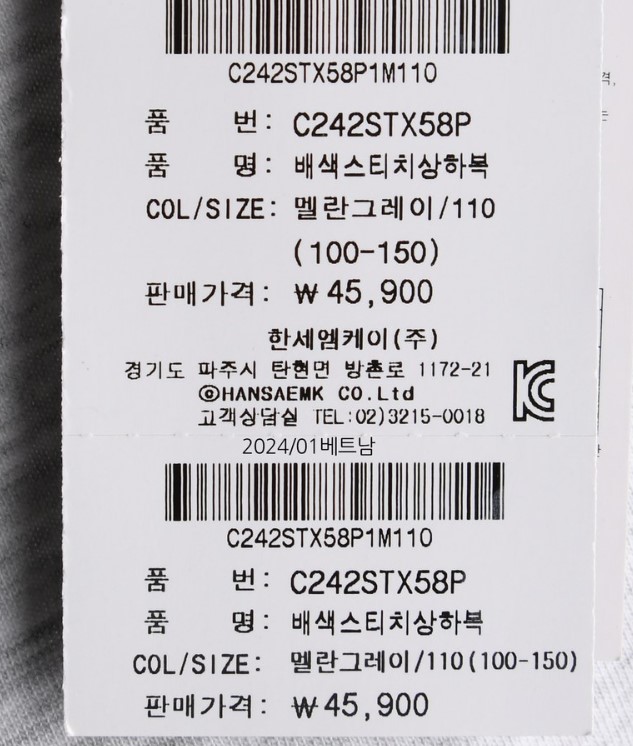 C242STX58P1M110
품 번: C242STX58P
품 명: 배색스티치상하복
COL/SIZE: 멜란그레이/110
(100-150)
판매가격: ₩45,900
한세엠케이(주)
경기도 파주시 탄현면 방촌로 1172-21
ⓒHANSAEMK CO.Ltd
고객상담실 TEL:02)3215-0018
2024/01베트남
C242STX58P1M110
품 번: C242STX58P
품 명: 배색스티치상하복
COL/SIZE: 멜란그레이/110(100-150)
판매가격: ₩45,900